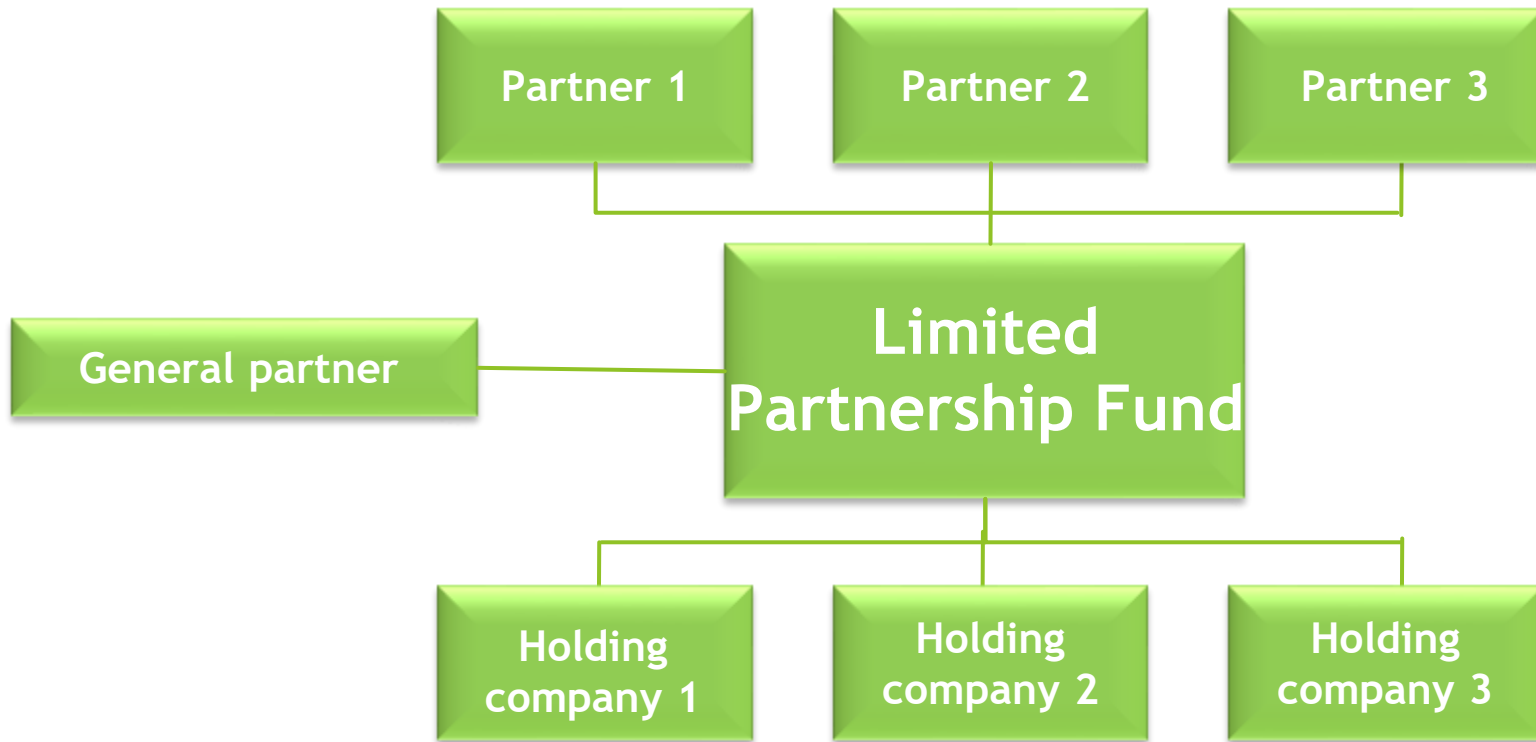 Partner 1
Partner 2
Partner 3
Limited
Partnership Fund
General partner
Holding
company 1
Holding
company 2
Holding
company 3